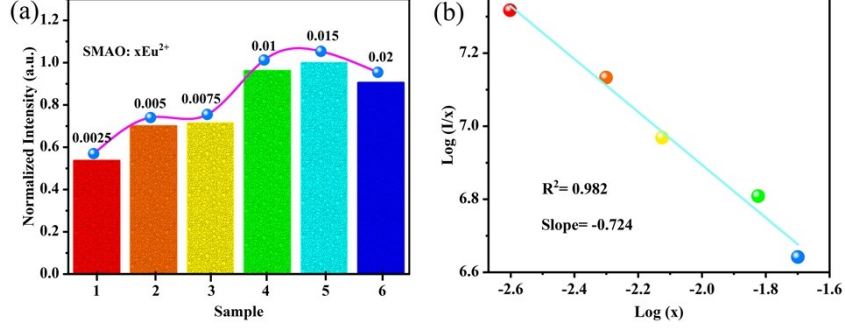 (a)
1.2
1.0
0.8
0.6
0.4
0.2
0.0
Normalized Intensity (a.u.)
SMAO: xEu²⁺
0.0025
0.005
0.0075
0.01
0.015
0.02
1 2 3 4 5 6
Sample
(b)
7.2
7.0
6.8
6.6
Log (I/x)
R²= 0.982
Slope= -0.724
-2.6 -2.4 -2.2 -2.0 -1.8 -1.6
Log (x)